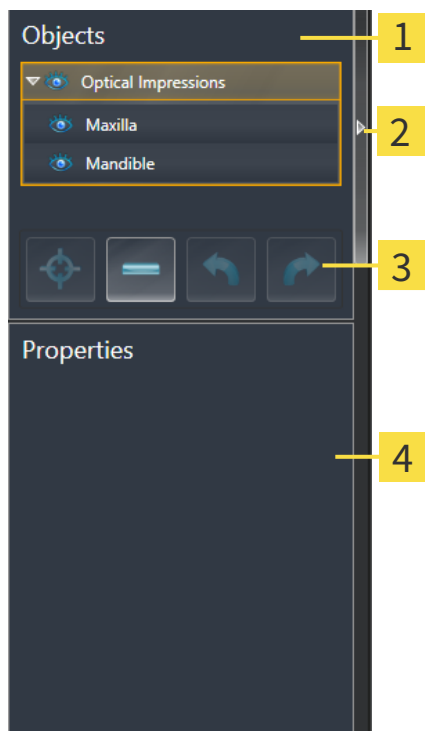 Objects
1
Optical Impressions
Maxilla
2
Mandible
3
Properties
4